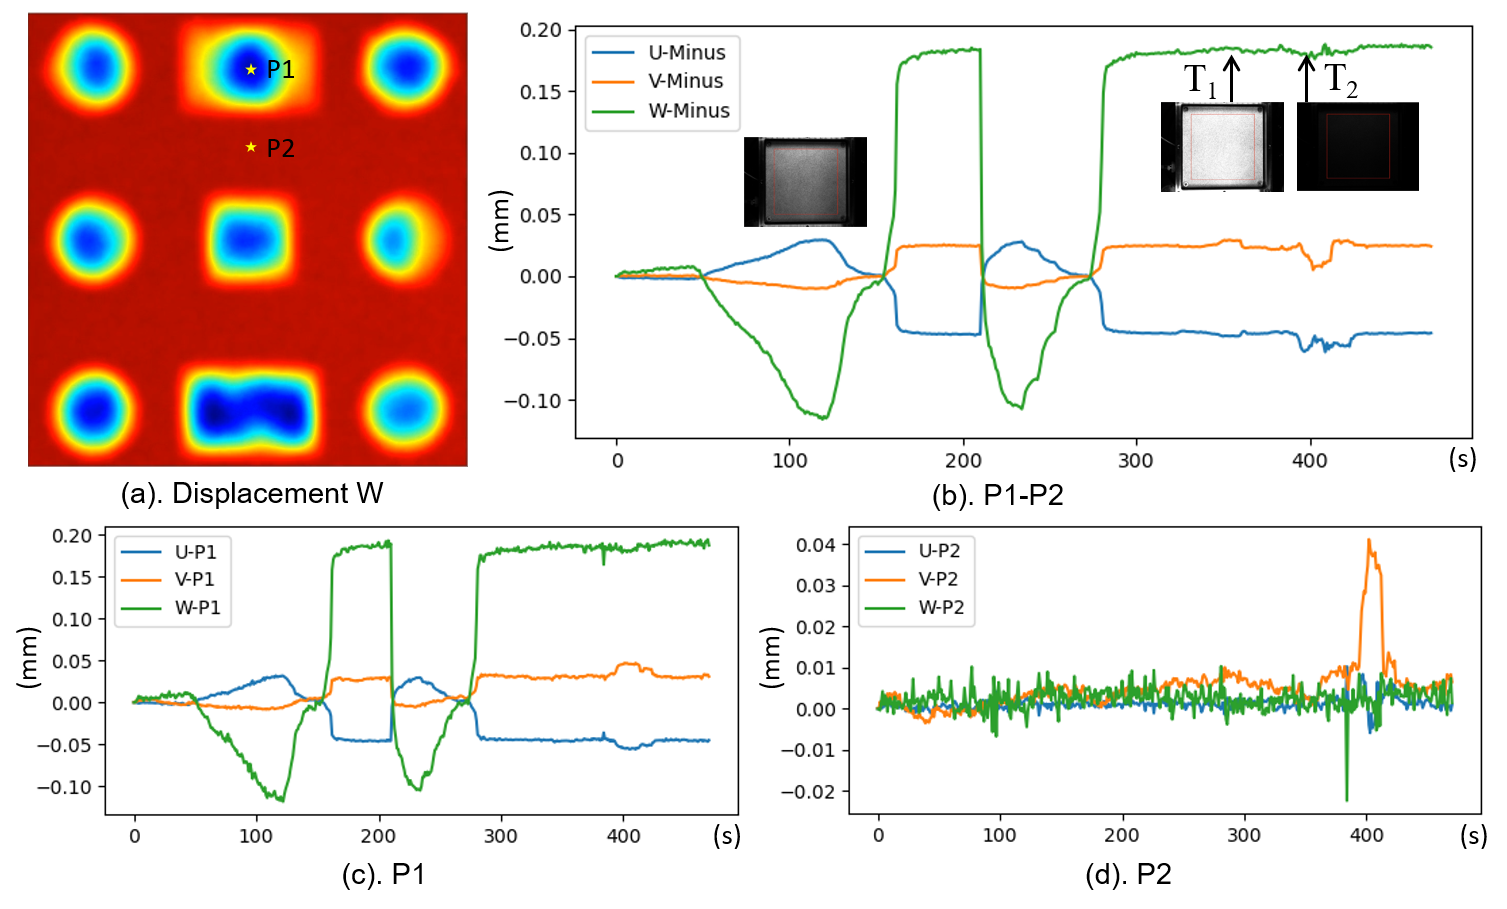 P1
P2
(a). Displacement W
U-Minus
V-Minus
W-Minus
T1
T2
0.20
0.15
0.10
0.05
0.00
−0.05
−0.10
(mm)
0
100
200
300
400
(s)
(b). P1-P2
U-P1
V-P1
W-P1
0.20
0.15
0.10
0.05
0.00
−0.05
−0.10
(mm)
0
100
200
300
400
(s)
(c). P1
U-P2
V-P2
W-P2
0.04
0.03
0.02
0.01
0.00
−0.01
−0.02
(mm)
0
100
200
300
400
(s)
(d). P2